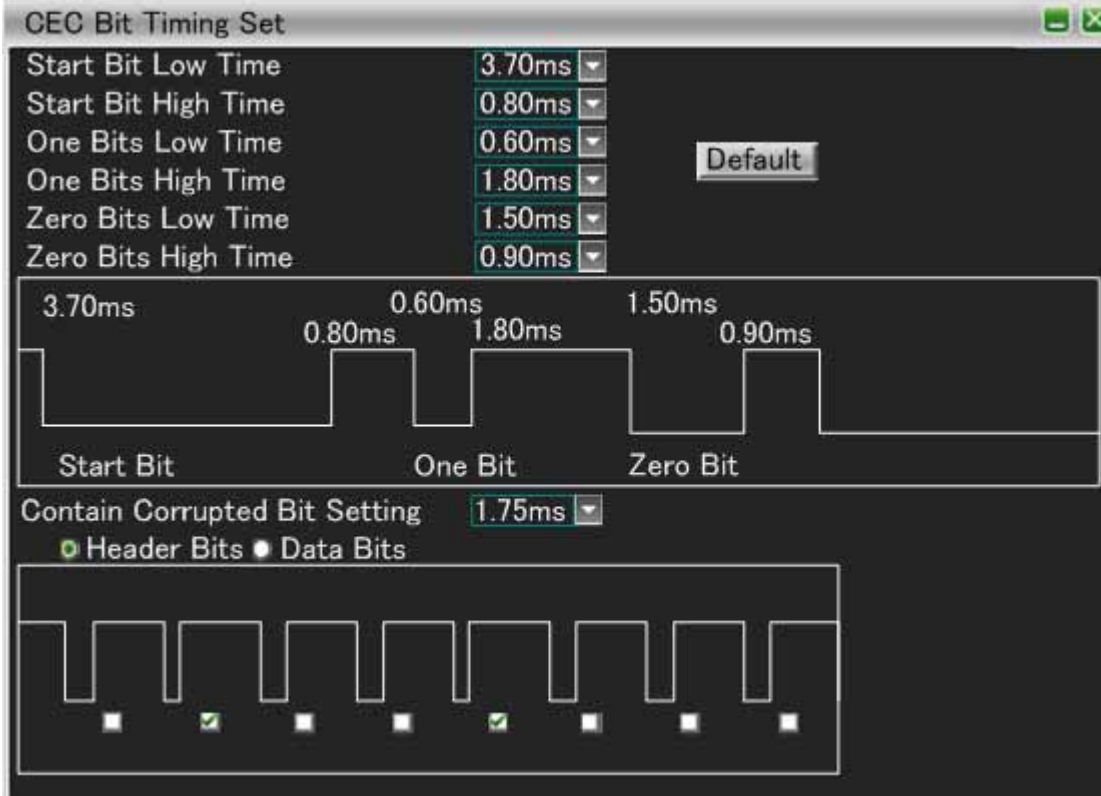 CEC Bit Timing Set
Start Bit Low Time 3.70ms
Start Bit High Time 0.80ms
One Bits Low Time 0.60ms
One Bits High Time 1.80ms
Zero Bits Low Time 1.50ms
Zero Bits High Time 0.90ms
Default
3.70ms 0.60ms 1.50ms
0.80ms 1.80ms 0.90ms
Start Bit One Bit Zero Bit
Contain Corrupted Bit Setting 1.75ms
Header Bits Data Bits